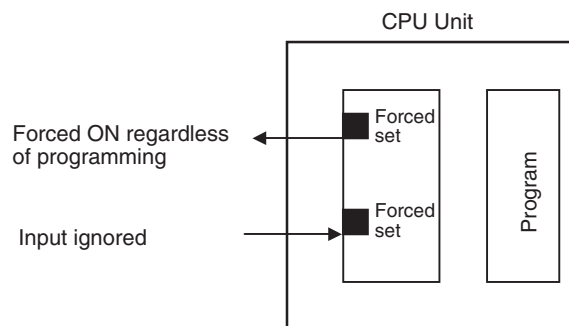 CPU Unit
Forced ON regardless
of programming
Forced
set
Input ignored
Forced
set
Program